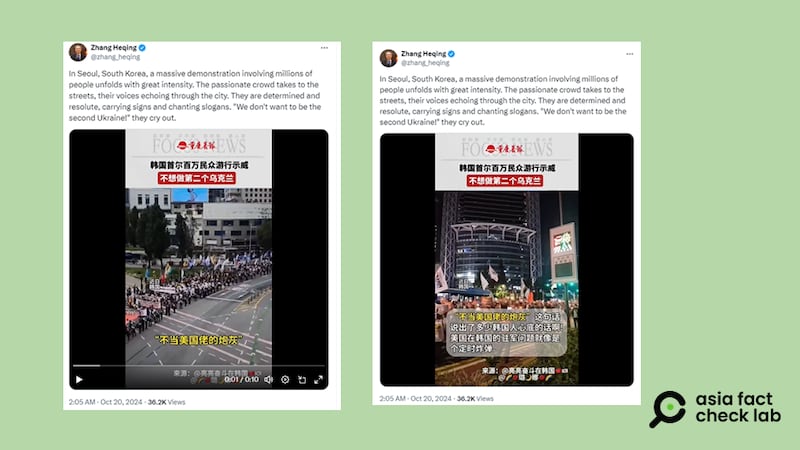 Zhang Heqing
@zhang_heqing
In Seoul, South Korea, a massive demonstration involving millions of
people unfolds with great intensity. The passionate crowd takes to the
streets, their voices echoing through the city. They are determined and
resolute, carrying signs and chanting slogans. "We don't want to be the
second Ukraine!" they cry out.
FOCUS NEWS
韩国首尔百万民众游行示威
不想做第二个乌克兰
"不当美国佬的炮灰"
来源：@亮亮奋斗在韩国
0:01 / 0:10
2:05 AM · Oct 20, 2024 · 36.2K Views
Zhang Heqing
@zhang_heqing
In Seoul, South Korea, a massive demonstration involving millions of
people unfolds with great intensity. The passionate crowd takes to the
streets, their voices echoing through the city. They are determined and
resolute, carrying signs and chanting slogans. "We don't want to be the
second Ukraine!" they cry out.
FOCUS NEWS
韩国首尔百万民众游行示威
不想做第二个乌克兰
"不当美国佬的炮灰"这句话
说出了多少韩国人心底的话啊!
美国在韩国的驻军问题就像是
个定时炸弹
来源：@亮亮奋斗在韩国
2:05 AM · Oct 20, 2024 · 36.2K Views
asia fact
check lab